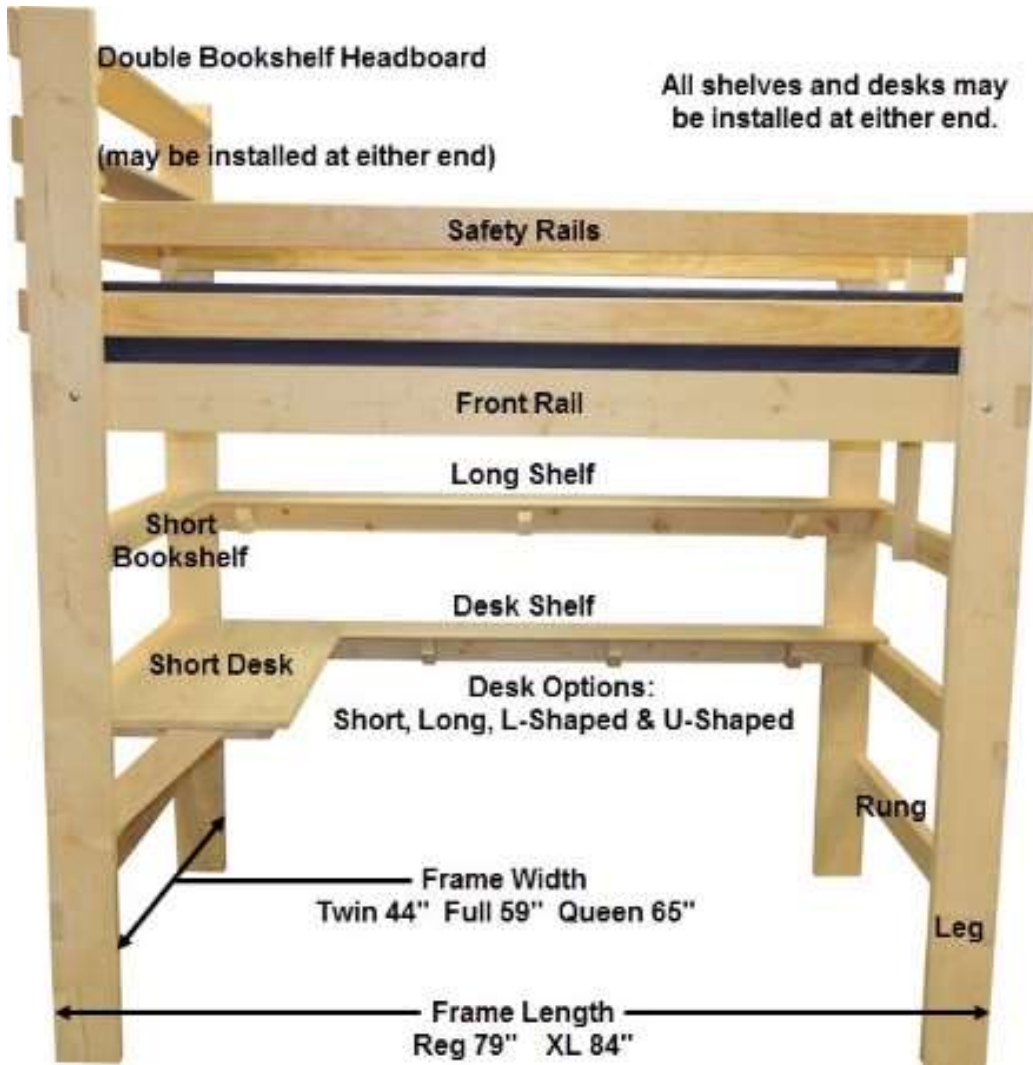 Double Bookshelf Headboard
(may be installed at either end)
All shelves and desks may
be installed at either end.
Safety Rails
Front Rail
Long Shelf
Short
Bookshelf
Desk Shelf
Short Desk
Desk Options:
Short, Long, L-Shaped & U-Shaped
Rung
Frame Width
Twin 44" Full 59" Queen 65"
Leg
Frame Length
Reg 79" XL 84"